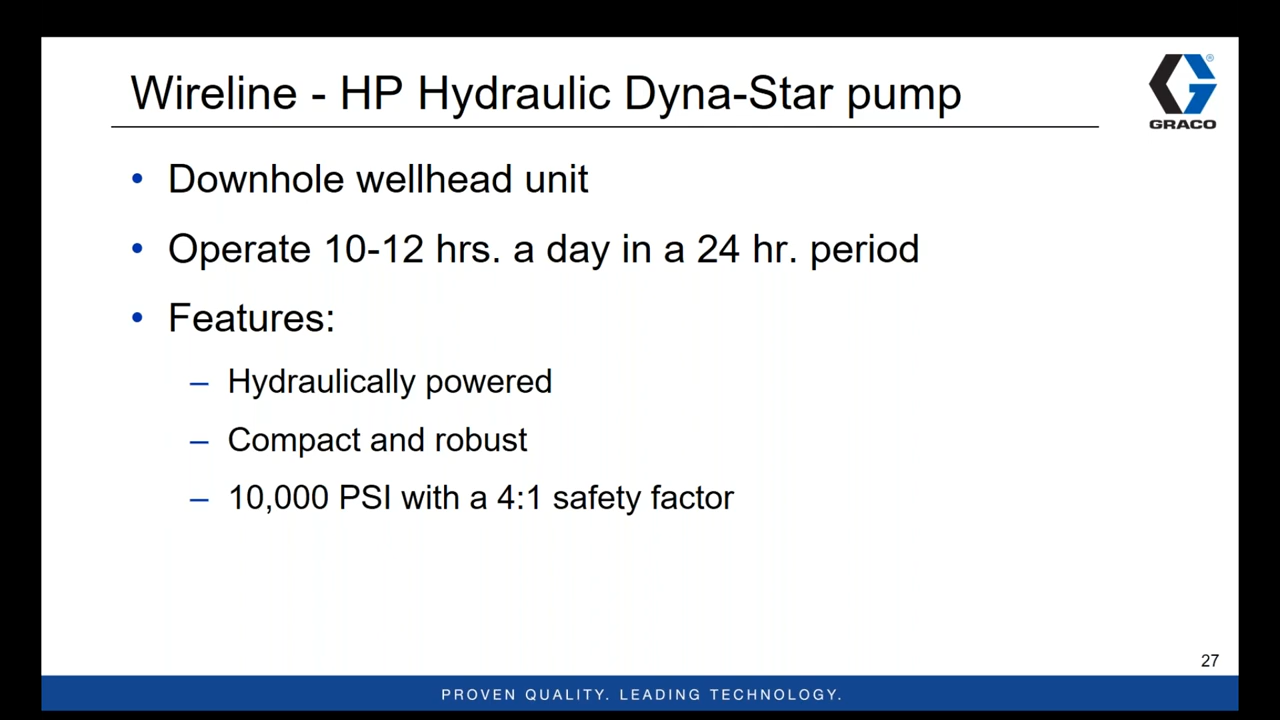 Wireline - HP Hydraulic Dyna-Star pump
GRACO
• Downhole wellhead unit
• Operate 10-12 hrs. a day in a 24 hr. period
• Features:
– Hydraulically powered
– Compact and robust
– 10,000 PSI with a 4:1 safety factor
27
PROVEN QUALITY. LEADING TECHNOLOGY.